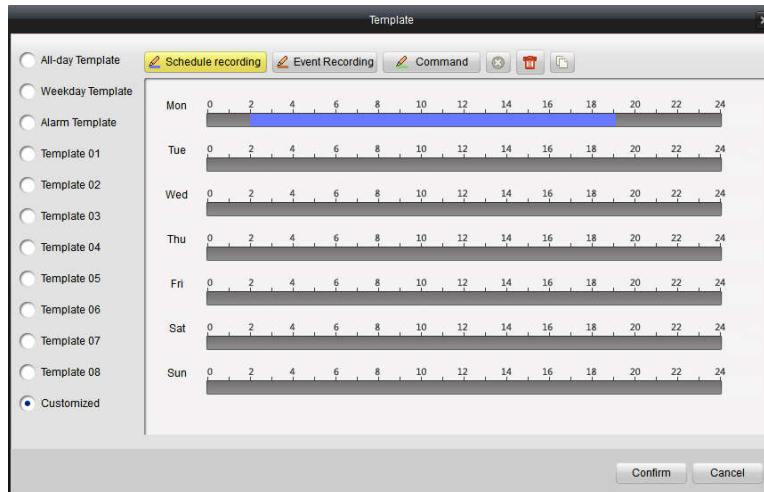 Template
All-day Template
Weekday Template
Alarm Template
Template 01
Template 02
Template 03
Template 04
Template 05
Template 06
Template 07
Template 08
Customized
Schedule recording Event Recording Command
Mon 0 2 4 6 8 10 12 14 16 18 20 22 24
Tue 0 2 4 6 8 10 12 14 16 18 20 22 24
Wed 0 2 4 6 8 10 12 14 16 18 20 22 24
Thu 0 2 4 6 8 10 12 14 16 18 20 22 24
Fri 0 2 4 6 8 10 12 14 16 18 20 22 24
Sat 0 2 4 6 8 10 12 14 16 18 20 22 24
Sun 0 2 4 6 8 10 12 14 16 18 20 22 24
Confirm Cancel